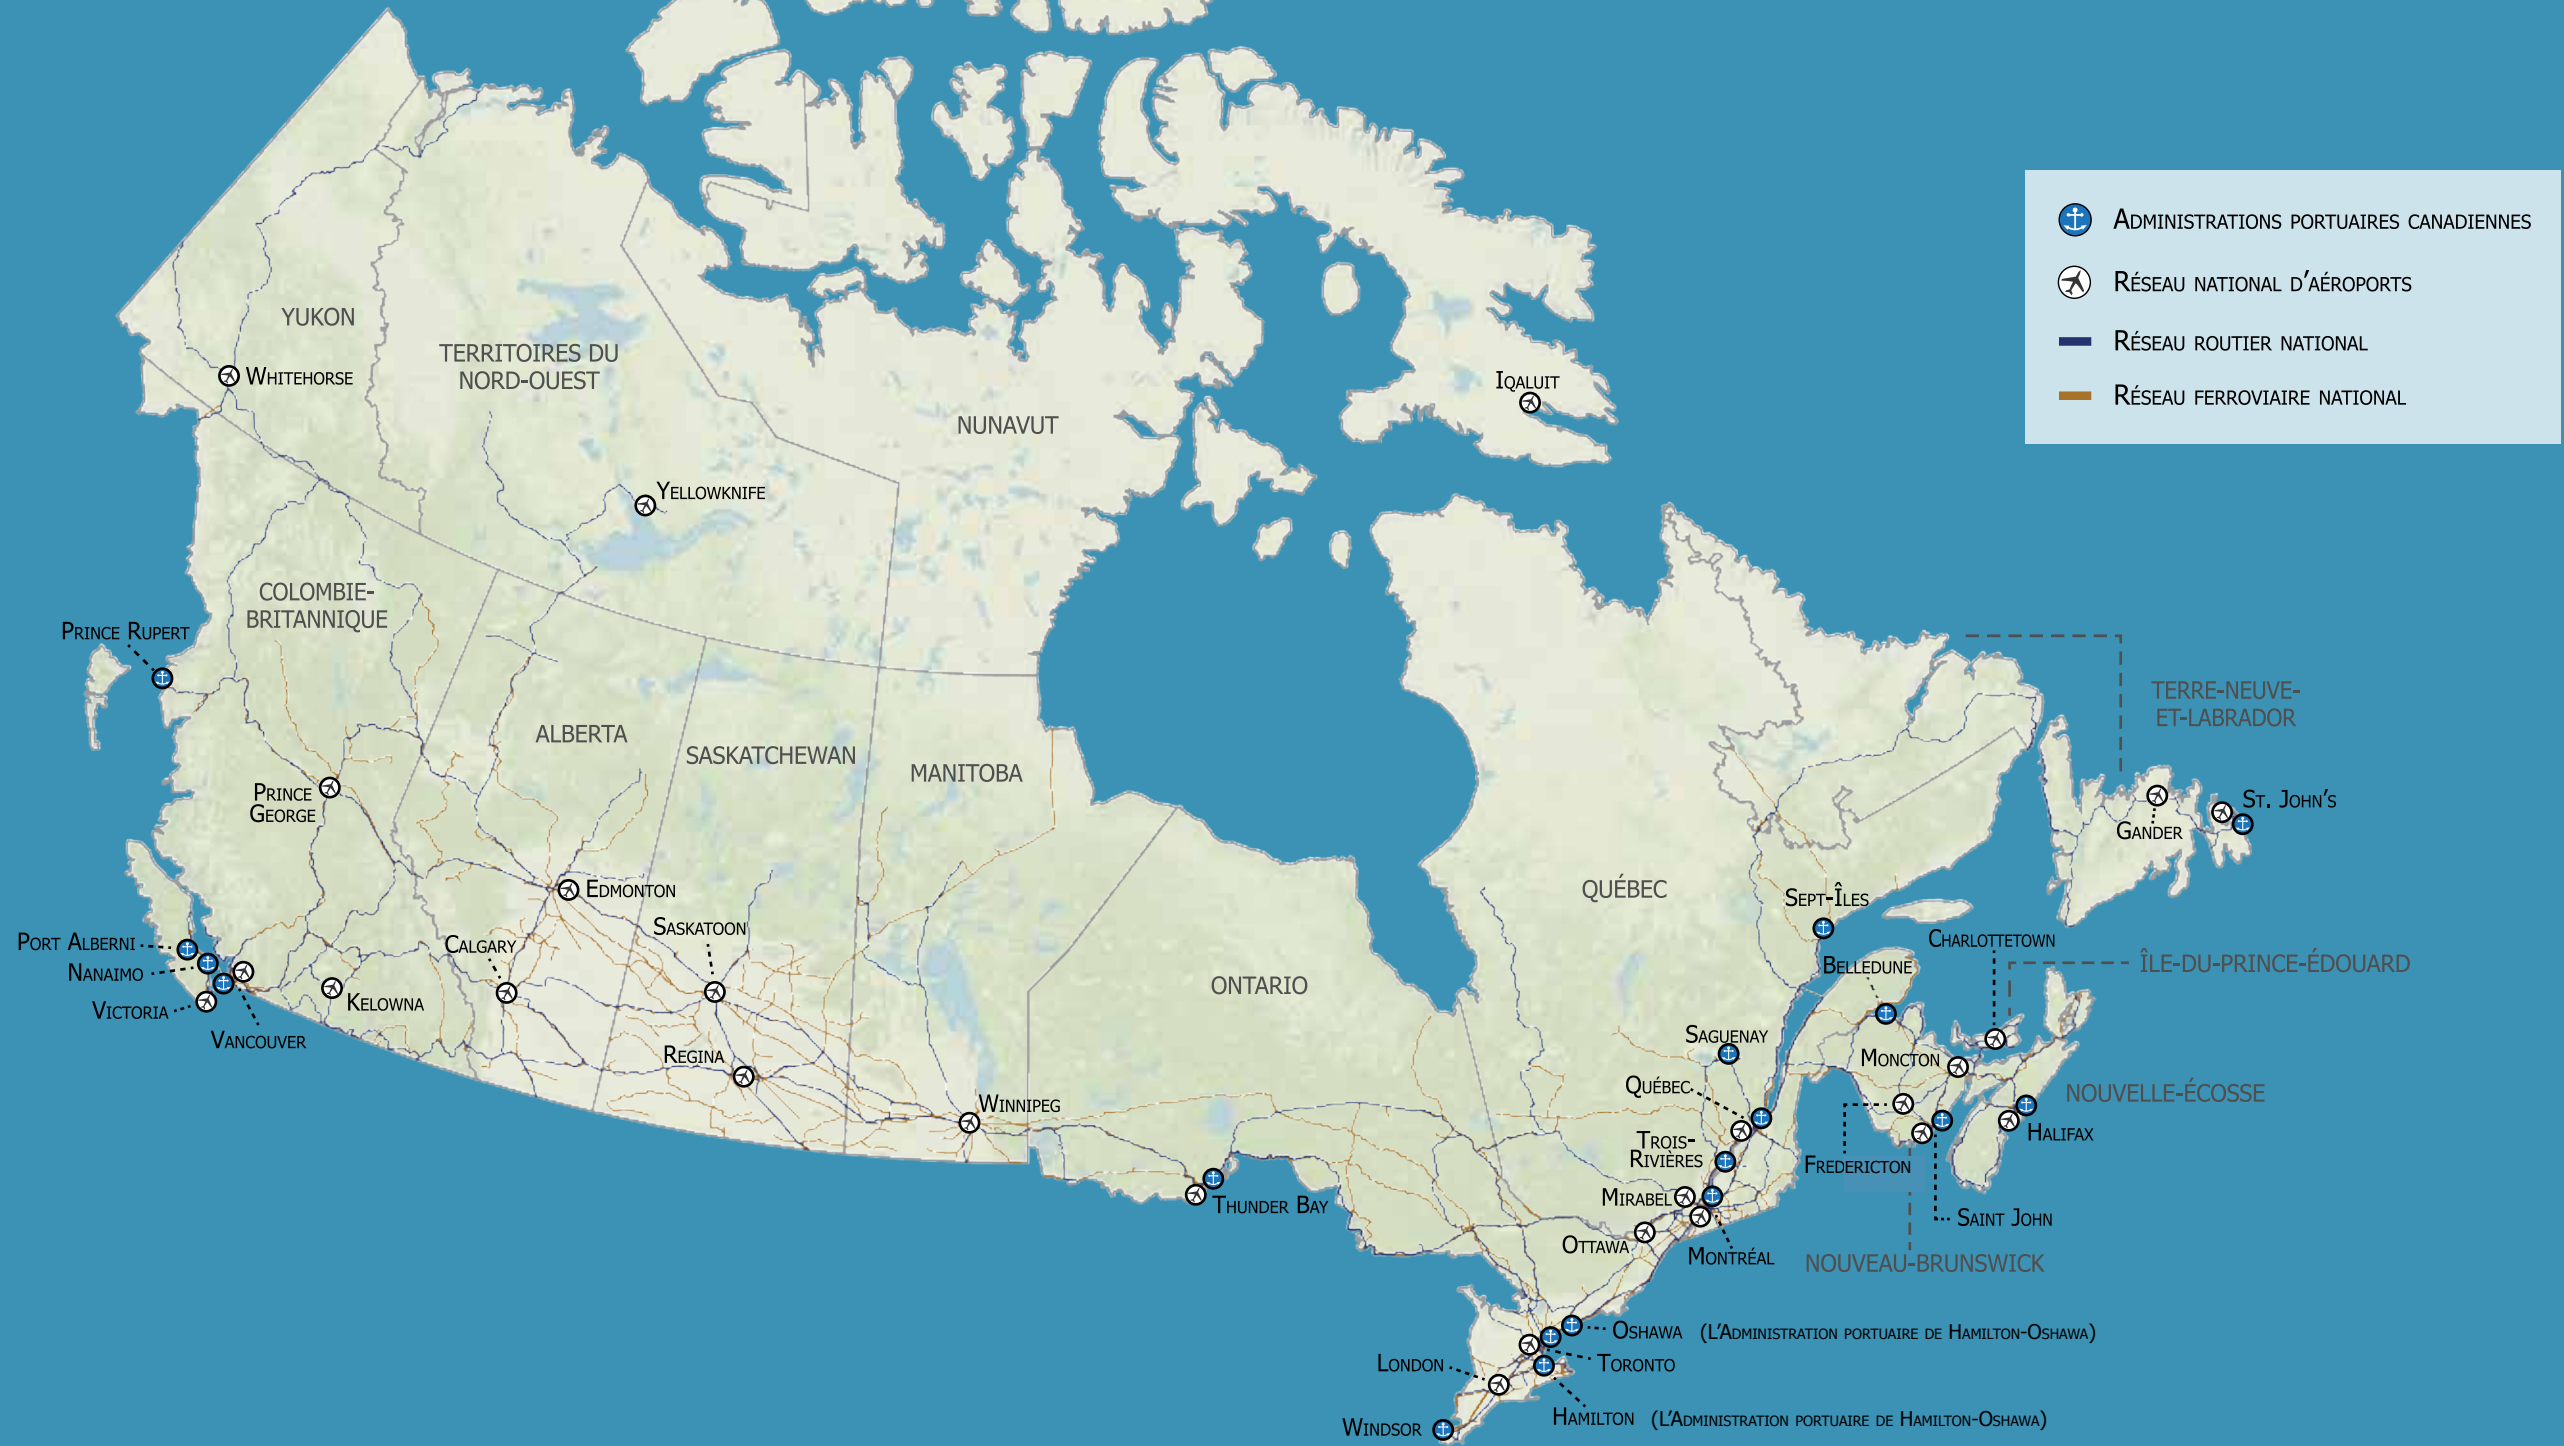 Administrations portuaires canadiennes
Réseau national d'aéroports
Réseau routier national
Réseau ferroviaire national
YUKON
Whitehorse
TERRITOIRES DU
NORD-OUEST
Yellowknife
NUNAVUT
Iqaluit
COLOMBIE-
BRITANNIQUE
Prince Rupert
Prince
George
Port Alberni
Nanaimo
Victoria
Vancouver
Kelowna
ALBERTA
Edmonton
Calgary
SASKATCHEWAN
Saskatoon
Regina
MANITOBA
Winnipeg
ONTARIO
Thunder Bay
Ottawa
Oshawa (L'Administration portuaire de Hamilton-Oshawa)
Toronto
London
Hamilton (L'Administration portuaire de Hamilton-Oshawa)
Windsor
QUÉBEC
Sept-Îles
Saguenay
Québec
Trois-
Rivières
Mirabel
Montréal
TERRE-NEUVE-
ET-LABRADOR
St. John's
Gander
Charlottetown
ÎLE-DU-PRINCE-ÉDOUARD
Belledune
Moncton
NOUVELLE-ÉCOSSE
Halifax
Fredericton
Saint John
NOUVEAU-BRUNSWICK